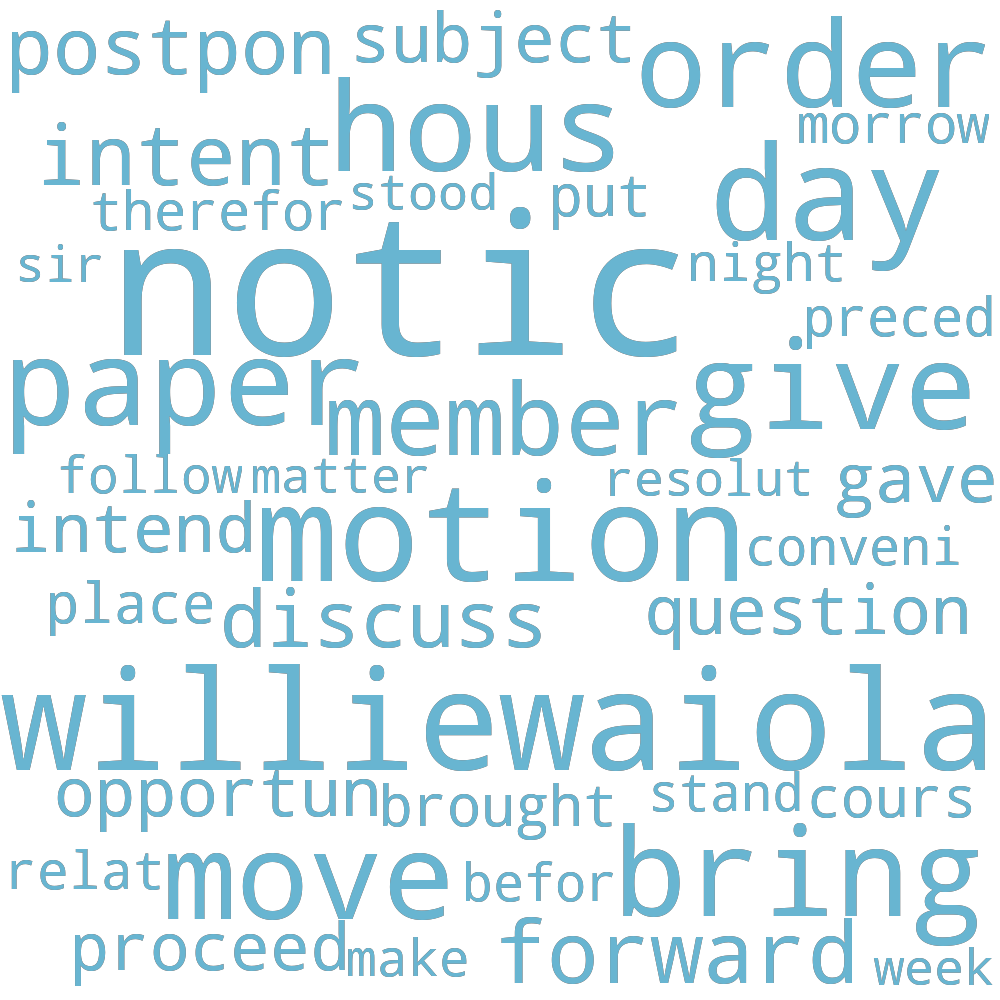 postpon subject order
hous morrow
intent day
therefor stood put
sir notic night
preced
paper member give
follow matter resolut gave
intend motion conveni
place discuss question
williewaiola
opportun brought stand cours
relat move befor bring
proceed make forward week